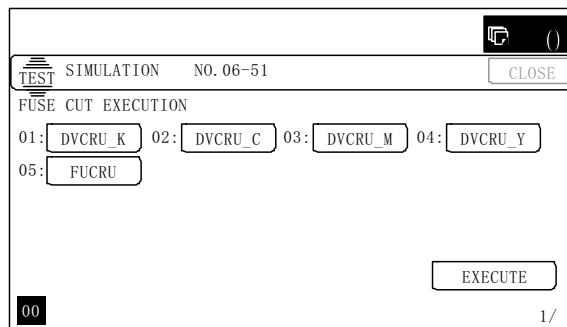 ()
TEST SIMULATION NO. 06-51 CLOSE
FUSE CUT EXECUTION
01: DVCRU_K 02: DVCRU_C 03: DVCRU_M 04: DVCRU_Y
05: FUCRU
EXECUTE
00 1/